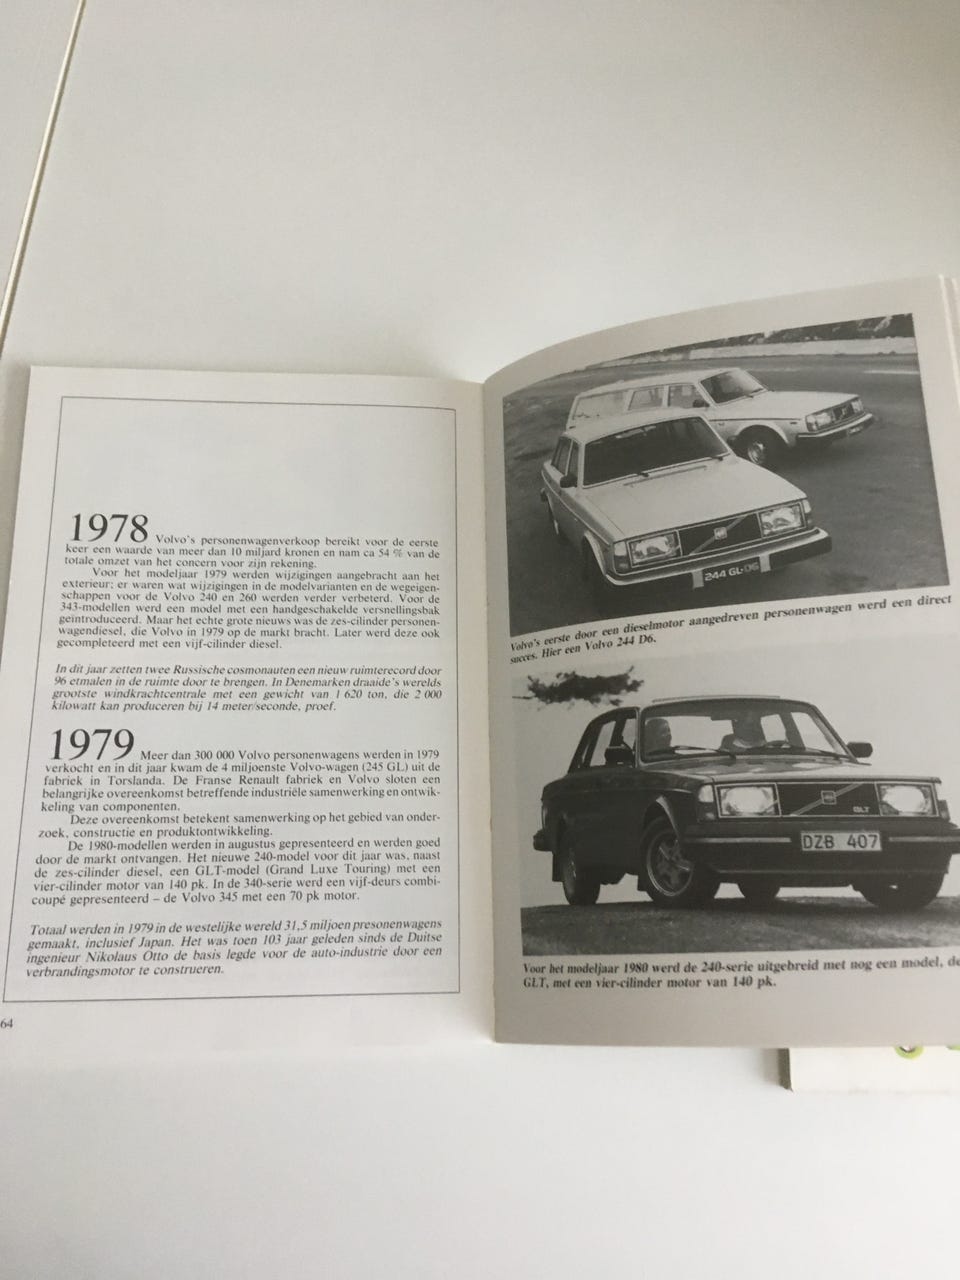 1978 Volvo's personenwagenverkoop bereikt voor de eerste
keer een waarde van meer dan 10 miljard kronen en nam ca 54 % van de
totale omzet van het concern voor zijn rekening.
Voor het modeljaar 1979 werden wijzigingen aangebracht aan het
exterieur; er waren wat wijzigingen in de modelvarianten en de wegeigen-
schappen voor de Volvo 240 en 260 werden verder verbeterd. Voor de
343-modellen werd een model met een handgeschakelde versnellingsbak
geïntroduceerd. Maar het echte grote nieuws was de zes-cilinder personen-
wagendiesel, die Volvo in 1979 op de markt bracht. Later werd deze ook
gecompleteerd met een vijf-cilinder diesel.
In dit jaar zetten twee Russische cosmonauten een nieuw ruimterecord door
96 etmalen in de ruimte door te brengen. In Denemarken draaide 's werelds
grootste windkrachtcentrale met een gewicht van 1 620 ton, die 2 000
kilowatt kan produceren bij 14 meter/seconde, proef.
1979 Meer dan 300 000 Volvo personenwagens werden in 1979
verkocht en in dit jaar kwam de 4 miljoenste Volvo-wagen (245 GL) uit de
fabriek in Torslanda. De Franse Renault fabriek en Volvo sloten een
belangrijke overeenkomst betreffende industriële samenwerking en ontwik-
keling van componenten.
Deze overeenkomst betekent samenwerking op het gebied van onder-
zoek, constructie en produktontwikkeling.
De 1980-modellen werden in augustus gepresenteerd en werden goed
door de markt ontvangen. Het nieuwe 240-model voor dit jaar was, naast
de zes-cilinder diesel, een GLT-model (Grand Luxe Touring) met een
vier-cilinder motor van 140 pk. In de 340-serie werd een vijf-deurs combi-
coupé gepresenteerd – de Volvo 345 met een 70 pk motor.
Totaal werden in 1979 in de westelijke wereld 31,5 miljoen presonenwagens
gemaakt, inclusief Japan. Het was toen 103 jaar geleden sinds de Duitse
ingenieur Nikolaus Otto de basis legde voor de auto-industrie door een
verbrandingsmotor te construeren.
64
244 GL-D6
Volvo's eerste door een dieselmotor aangedreven personenwagen werd een direct
succes. Hier een Volvo 244 D6.
GLT
DZB 407
Voor het modeljaar 1980 werd de 240-serie uitgebreid met nog een model, de
GLT, met een vier-cilinder motor van 140 pk.